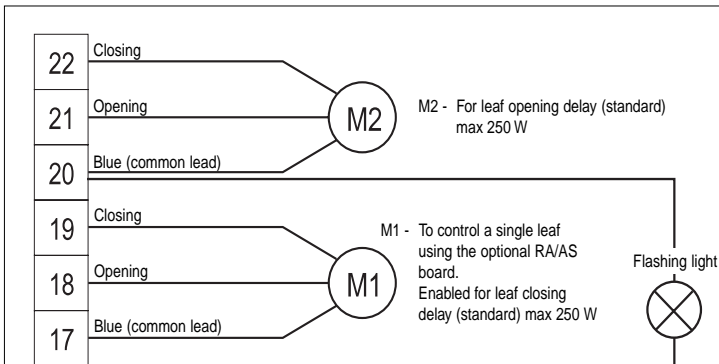 22
Closing
21
Opening
20
Blue (common lead)
M2
M2 - For leaf opening delay (standard)
max 250 W
19
Closing
18
Opening
17
Blue (common lead)
M1
M1 - To control a single leaf
using the optional RA/AS
board.
Enabled for leaf closing
delay (standard) max 250 W
Flashing light